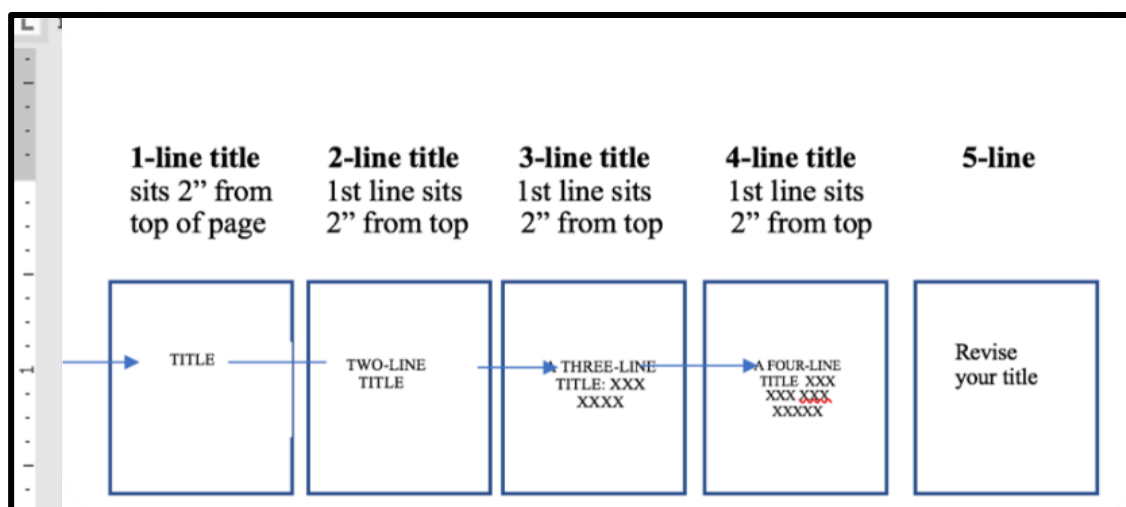 L
1-line title
sits 2” from
top of page
2-line title
1st line sits
2” from top
3-line title
1st line sits
2” from top
4-line title
1st line sits
2” from top
5-line
TITLE
TWO-LINE
TITLE
A THREE-LINE
TITLE: XXX
XXXX
A FOUR-LINE
TITLE XXX
XXX XXX
XXXXX
Revise
your title
1